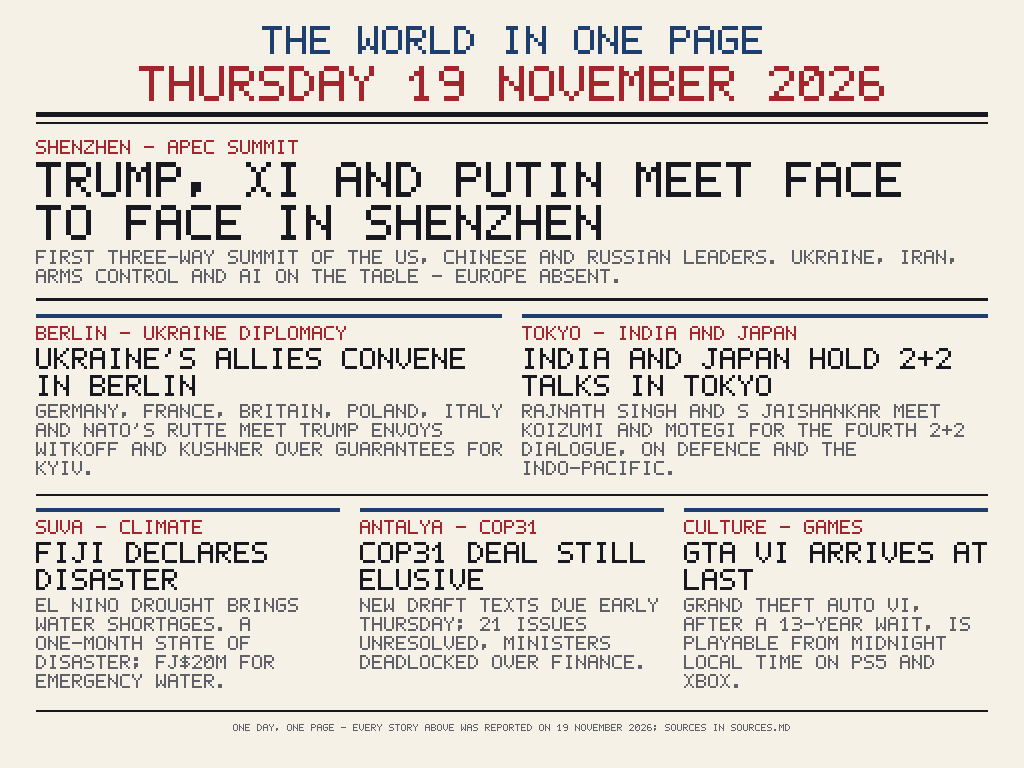 THE WORLD IN ONE PAGE
THURSDAY 19 NOVEMBER 2026
SHENZHEN - APEC SUMMIT
TRUMP, XI AND PUTIN MEET FACE
TO FACE IN SHENZHEN
FIRST THREE-WAY SUMMIT OF THE US, CHINESE AND RUSSIAN LEADERS. UKRAINE, IRAN,
ARMS CONTROL AND AI ON THE TABLE - EUROPE ABSENT.
BERLIN - UKRAINE DIPLOMACY
UKRAINE'S ALLIES CONVENE
IN BERLIN
GERMANY, FRANCE, BRITAIN, POLAND, ITALY
AND NATO'S RUTTE MEET TRUMP ENVOYS
WITKOFF AND KUSHNER OVER GUARANTEES FOR
KYIV.
TOKYO - INDIA AND JAPAN
INDIA AND JAPAN HOLD 2+2
TALKS IN TOKYO
RAJNATH SINGH AND S JAISHANKAR MEET
KOIZUMI AND MOTEGI FOR THE FOURTH 2+2
DIALOGUE, ON DEFENCE AND THE
INDO-PACIFIC.
SUVA - CLIMATE
FIJI DECLARES
DISASTER
EL NINO DROUGHT BRINGS
WATER SHORTAGES. A
ONE-MONTH STATE OF
DISASTER; FJ$20M FOR
EMERGENCY WATER.
ANTALYA - COP31
COP31 DEAL STILL
ELUSIVE
NEW DRAFT TEXTS DUE EARLY
THURSDAY; 21 ISSUES
UNRESOLVED, MINISTERS
DEADLOCKED OVER FINANCE.
CULTURE - GAMES
GTA VI ARRIVES AT
LAST
GRAND THEFT AUTO VI,
AFTER A 13-YEAR WAIT, IS
PLAYABLE FROM MIDNIGHT
LOCAL TIME ON PS5 AND
XBOX.
ONE DAY, ONE PAGE - EVERY STORY ABOVE WAS REPORTED ON 19 NOVEMBER 2026; SOURCES IN SOURCES.MD